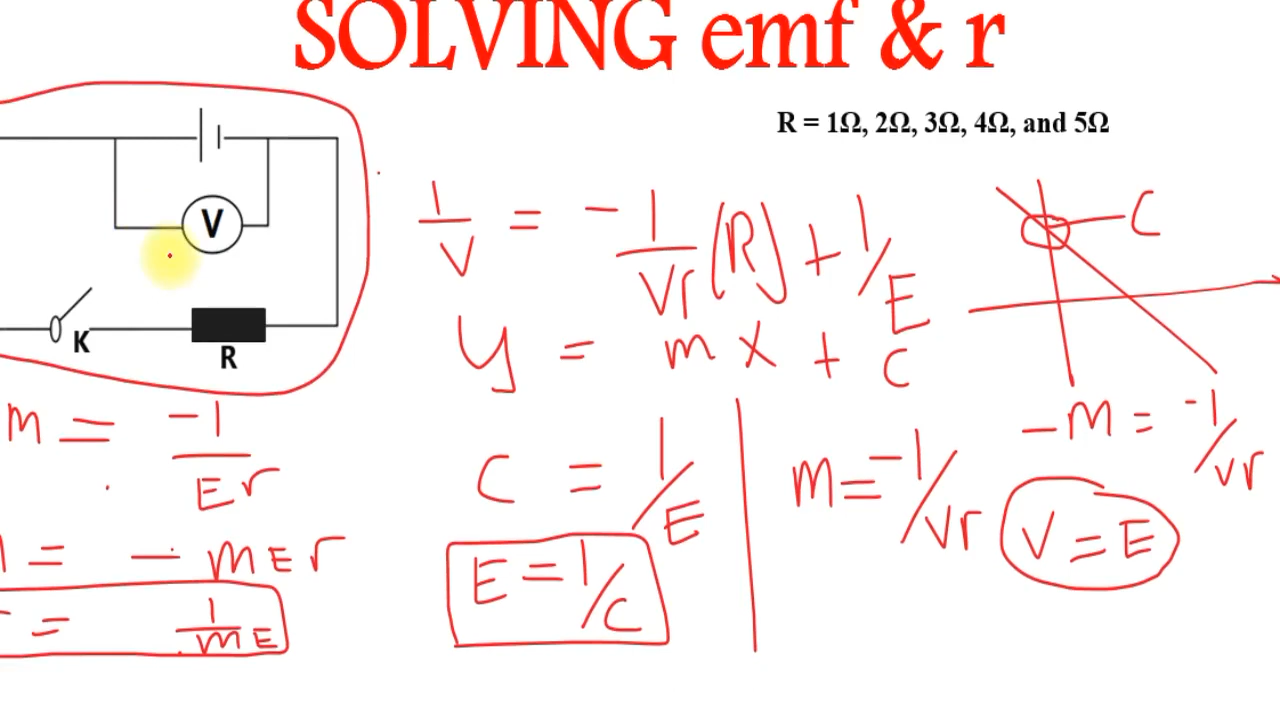 SOLVING emf & r
R = 1Ω, 2Ω, 3Ω, 4Ω, and 5Ω
V
K
R
1/V = -1/Vr (R) + 1/E
y = m x + c
C
M = -1/Er
= - MEr
= 1/ME
C = 1/E
E = 1/C
m = -1/Vr
-M = -1/Vr
V = E